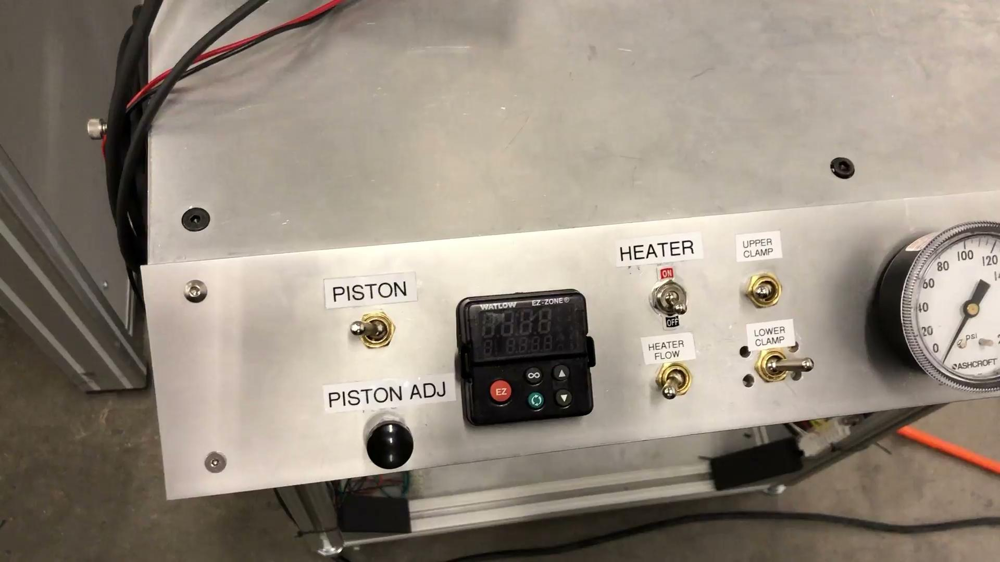 HEATER
ON
OFF
UPPER
CLAMP
PISTON
WATLOW EZ-ZONE®
EZ
PISTON ADJ
HEATER
FLOW
LOWER
CLAMP
0
20
40
60
80
100
120
psi
ASHCROFT